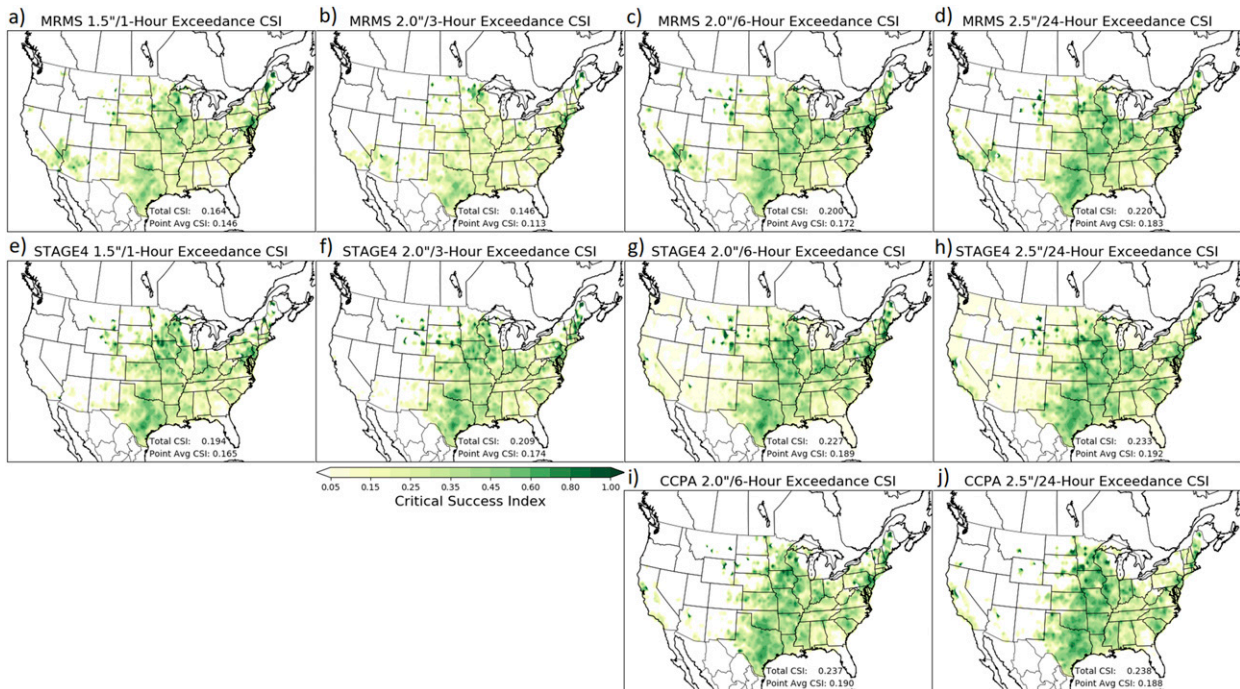 a) MRMS 1.5"/1-Hour Exceedance CSI
Total CSI: 0.164
Point Avg CSI: 0.146
b) MRMS 2.0"/3-Hour Exceedance CSI
Total CSI: 0.146
Point Avg CSI: 0.113
c) MRMS 2.0"/6-Hour Exceedance CSI
Total CSI: 0.200
Point Avg CSI: 0.172
d) MRMS 2.5"/24-Hour Exceedance CSI
Total CSI: 0.220
Point Avg CSI: 0.183
e) STAGE4 1.5"/1-Hour Exceedance CSI
Total CSI: 0.194
Point Avg CSI: 0.165
f) STAGE4 2.0"/3-Hour Exceedance CSI
Total CSI: 0.209
Point Avg CSI: 0.174
g) STAGE4 2.0"/6-Hour Exceedance CSI
Total CSI: 0.227
Point Avg CSI: 0.189
h) STAGE4 2.5"/24-Hour Exceedance CSI
Total CSI: 0.233
Point Avg CSI: 0.192
0.05 0.15 0.25 0.35 0.45 0.60 0.80 1.00
Critical Success Index
i) CCPA 2.0"/6-Hour Exceedance CSI
Total CSI: 0.237
Point Avg CSI: 0.190
j) CCPA 2.5"/24-Hour Exceedance CSI
Total CSI: 0.238
Point Avg CSI: 0.188